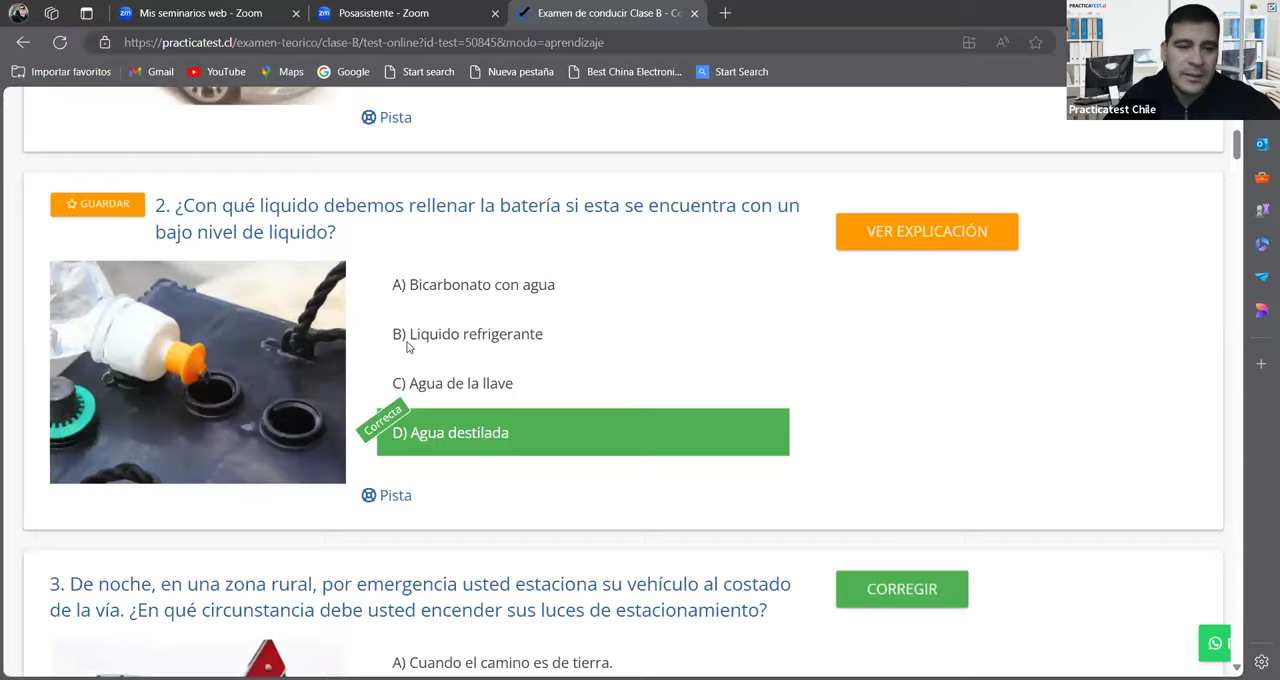 Mis seminarios web - Zoom
Posasistente - Zoom
Examen de conducir Clase B - Co
https://practicatest.cl/examen-teorico/clase-B/test-online?id-test=50845&modo=aprendizaje
Importar favoritos
Gmail
YouTube
Maps
Google
Start search
Nueva pestaña
Best China Electroni...
Start Search
PRACTICATEST.cl
Practicatest Chile
Pista
GUARDAR
2. ¿Con qué liquido debemos rellenar la batería si esta se encuentra con un
bajo nivel de liquido?
VER EXPLICACIÓN
A) Bicarbonato con agua
B) Liquido refrigerante
C) Agua de la llave
Correcta
D) Agua destilada
Pista
3. De noche, en una zona rural, por emergencia usted estaciona su vehículo al costado
de la vía. ¿En qué circunstancia debe usted encender sus luces de estacionamiento?
CORREGIR
A) Cuando el camino es de tierra.